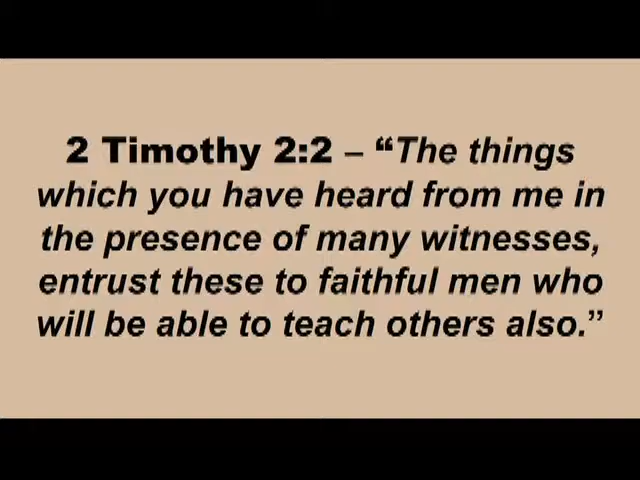 2 Timothy 2:2 – “The things
which you have heard from me in
the presence of many witnesses,
entrust these to faithful men who
will be able to teach others also.”